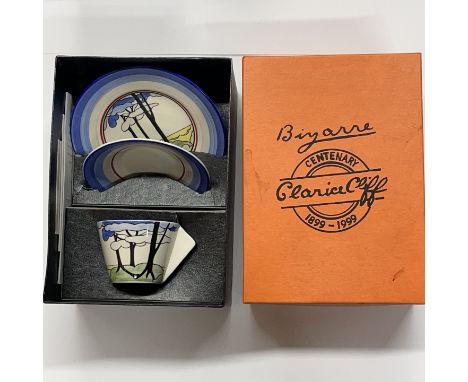 Bizarre
CENTENARY
Clarice Cliff
1899 - 1999